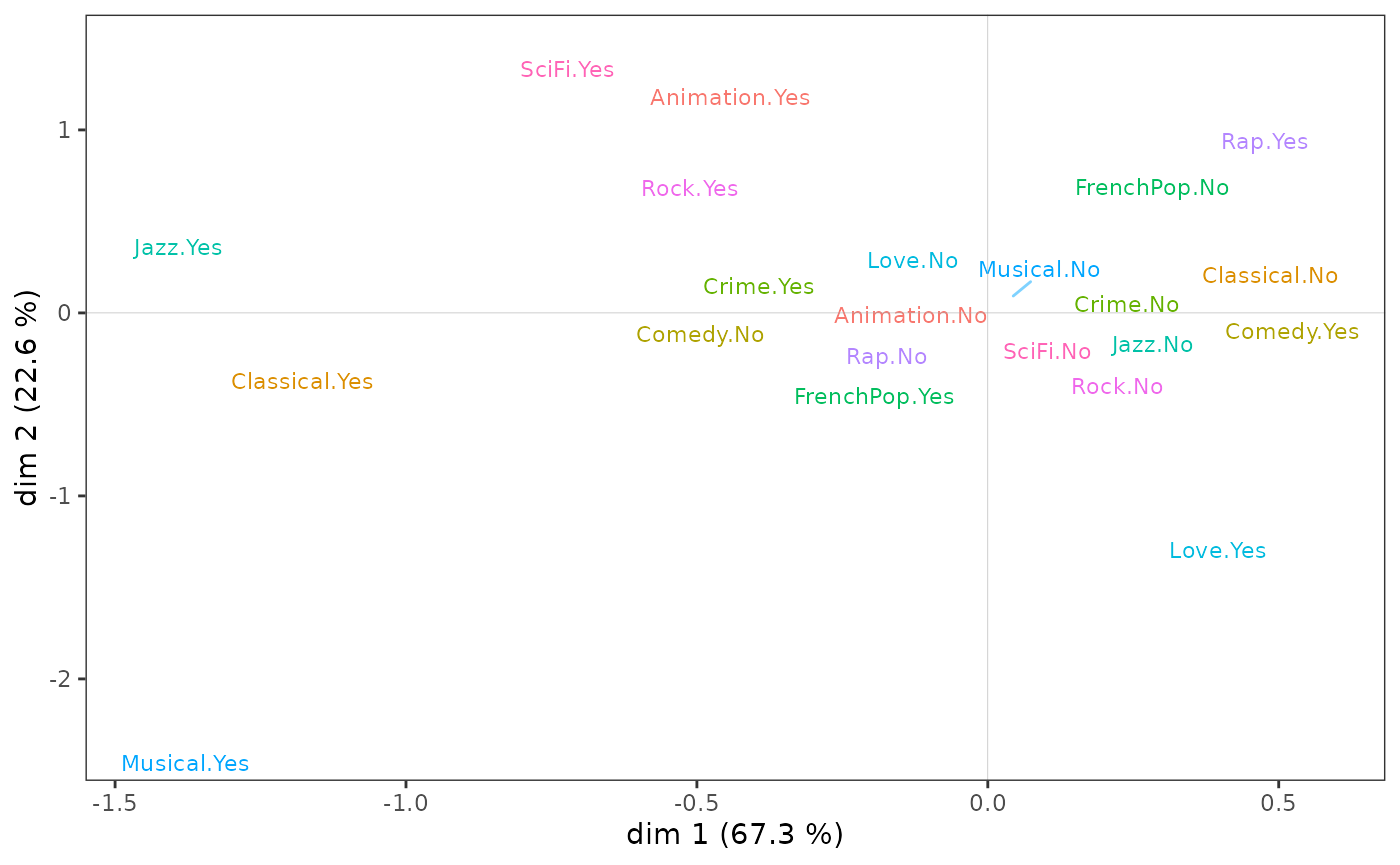 SciFi.Yes
Animation.Yes
1
Rap.Yes
Rock.Yes
FrenchPop.No
Jazz.Yes
Love.No
Musical.No
Classical.No
Crime.Yes
Crime.No
0
Animation.No
Comedy.No
Comedy.Yes
Rap.No
SciFi.No
Jazz.No
Classical.Yes
Rock.No
FrenchPop.Yes
dim 2 (22.6 %)
-1
Love.Yes
-2
Musical.Yes
-1.5 -1.0 -0.5 0.0 0.5
dim 1 (67.3 %)